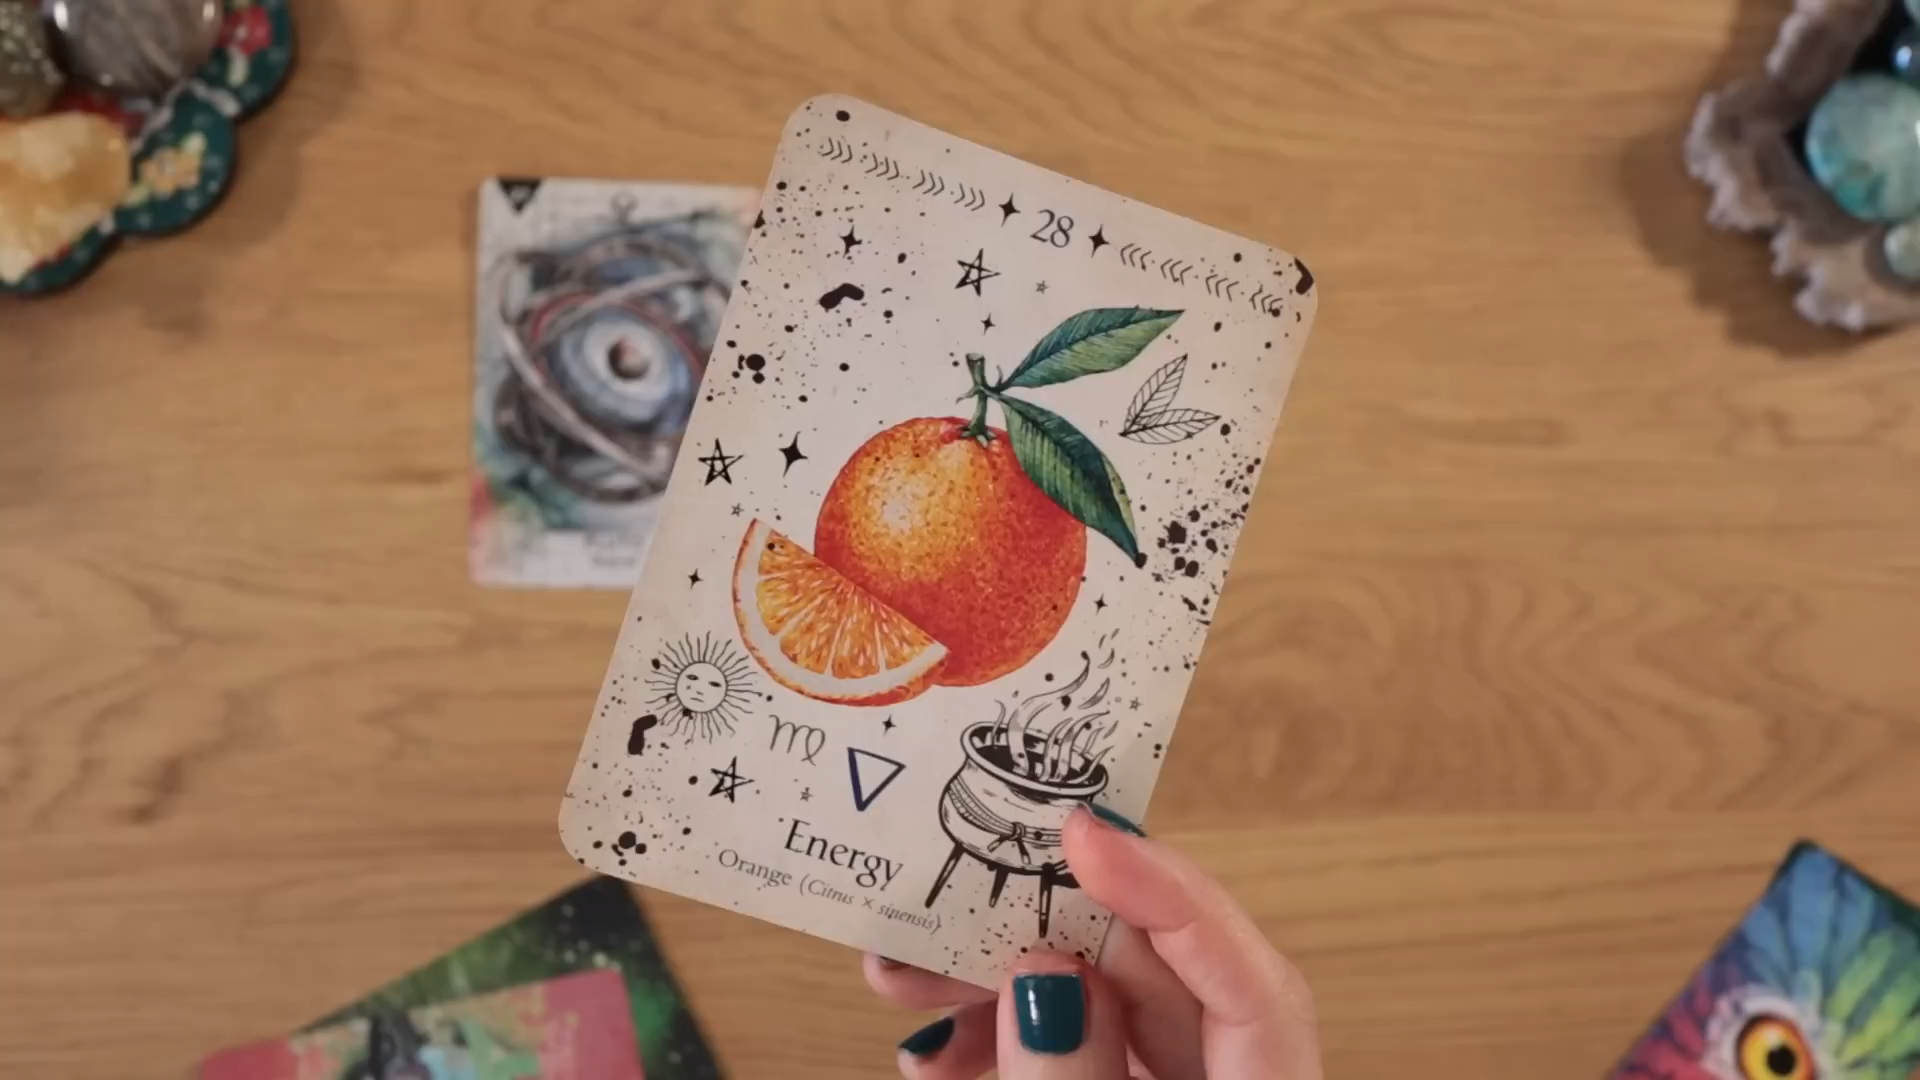 28
Energy
Orange (Citrus × sinensis)